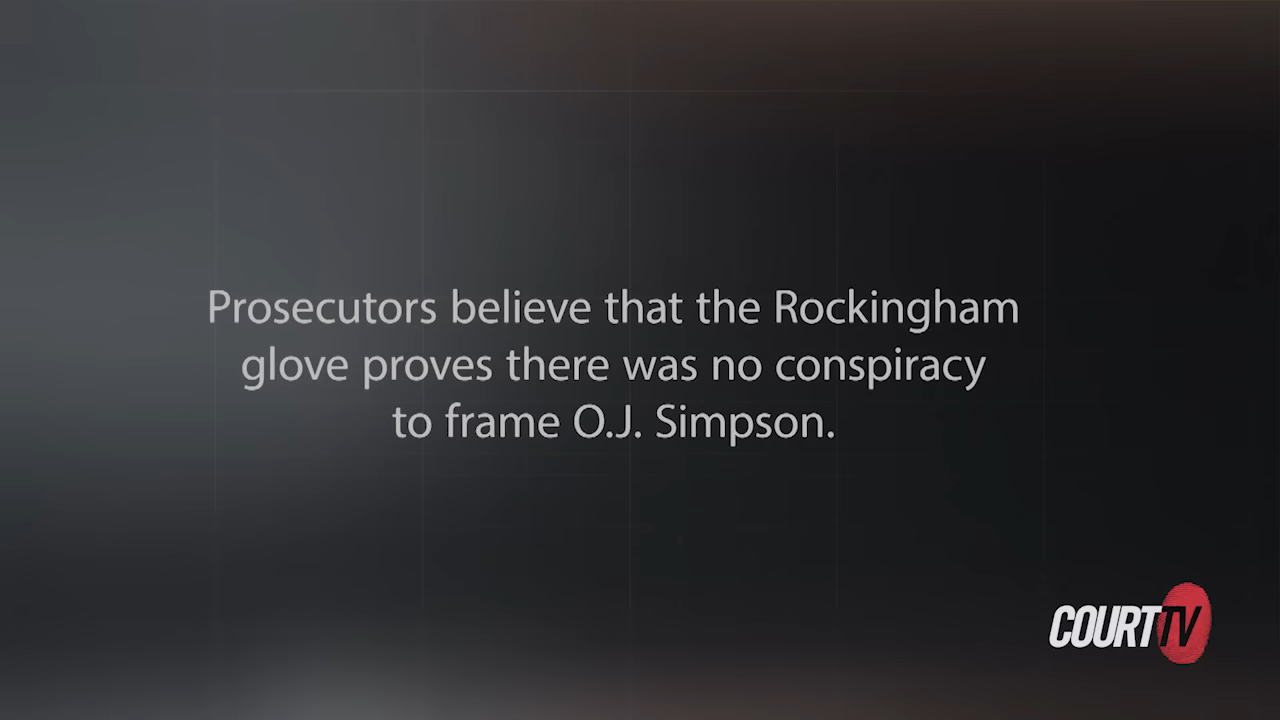 Prosecutors believe that the Rockingham
glove proves there was no conspiracy
to frame O.J. Simpson.
COURT TV